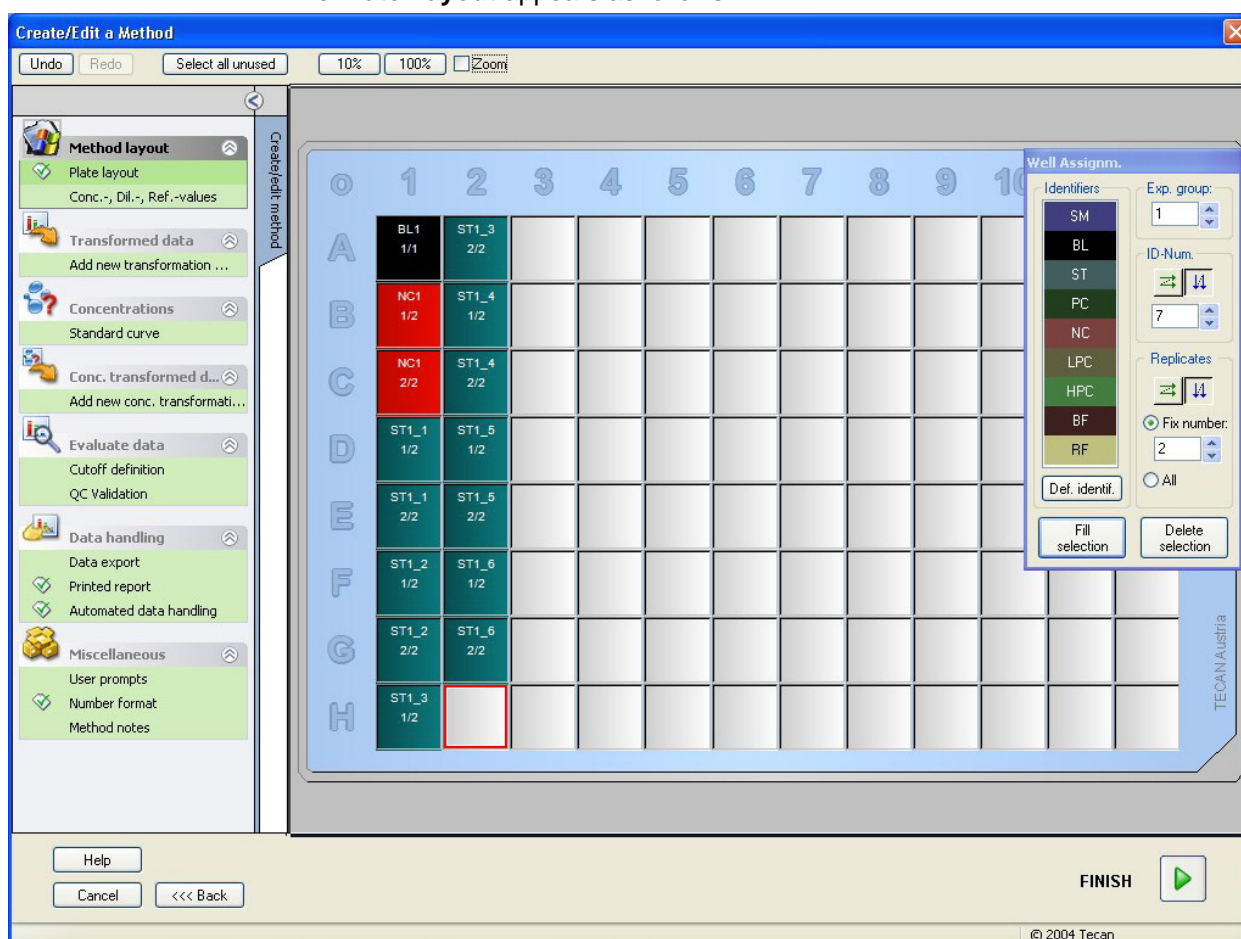 Create/Edit a Method
Undo Redo Select all unused 10% 100% Zoom
Create/edit method
Method layout
Plate layout
Conc.-, Dil.-, Ref.-values
Transformed data
Add new transformation ...
Concentrations
Standard curve
Conc. transformed d...
Add new conc. transformati...
Evaluate data
Cutoff definition
QC Validation
Data handling
Data export
Printed report
Automated data handling
Miscellaneous
User prompts
Number format
Method notes
1 2 3 4 5 6 7 8 9 10
A
BL1 ST1_3
1/1 2/2
B
NC1 ST1_4
1/2 1/2
C
NC1 ST1_4
2/2 2/2
D
ST1_1 ST1_5
1/2 1/2
E
ST1_1 ST1_5
2/2 2/2
F
ST1_2 ST1_6
1/2 1/2
G
ST1_2 ST1_6
2/2 2/2
H
ST1_3
1/2
TECAN Austria
Well Assignm.
Identifiers
SM
BL
ST
PC
NC
LPC
HPC
BF
RF
Def. identif.
Exp. group:
1
ID-Num.
7
Replicates
Fix number:
2
All
Fill
selection
Delete
selection
Help
Cancel <<< Back
FINISH
© 2004 Tecan